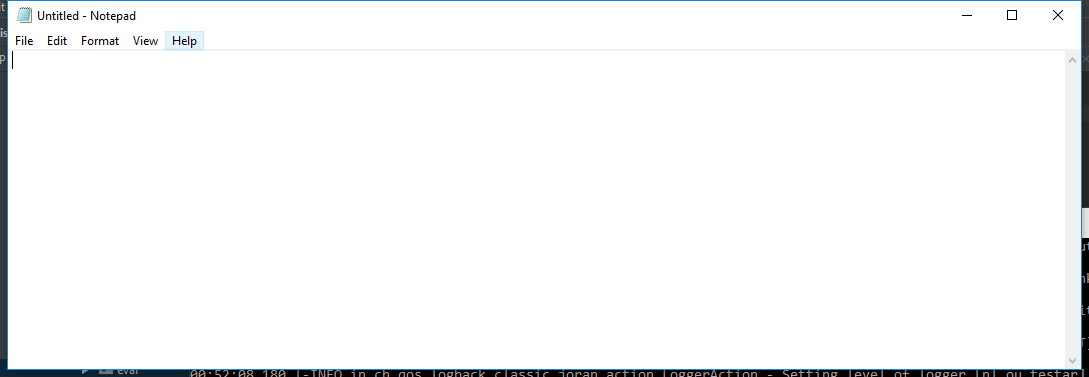 Untitled - Notepad
File Edit Format View Help
eval
00:52:08,180 |-INFO in ch.qos.logback.classic.joran.action.LoggerAction - Setting level of logger [nl.ou.testar